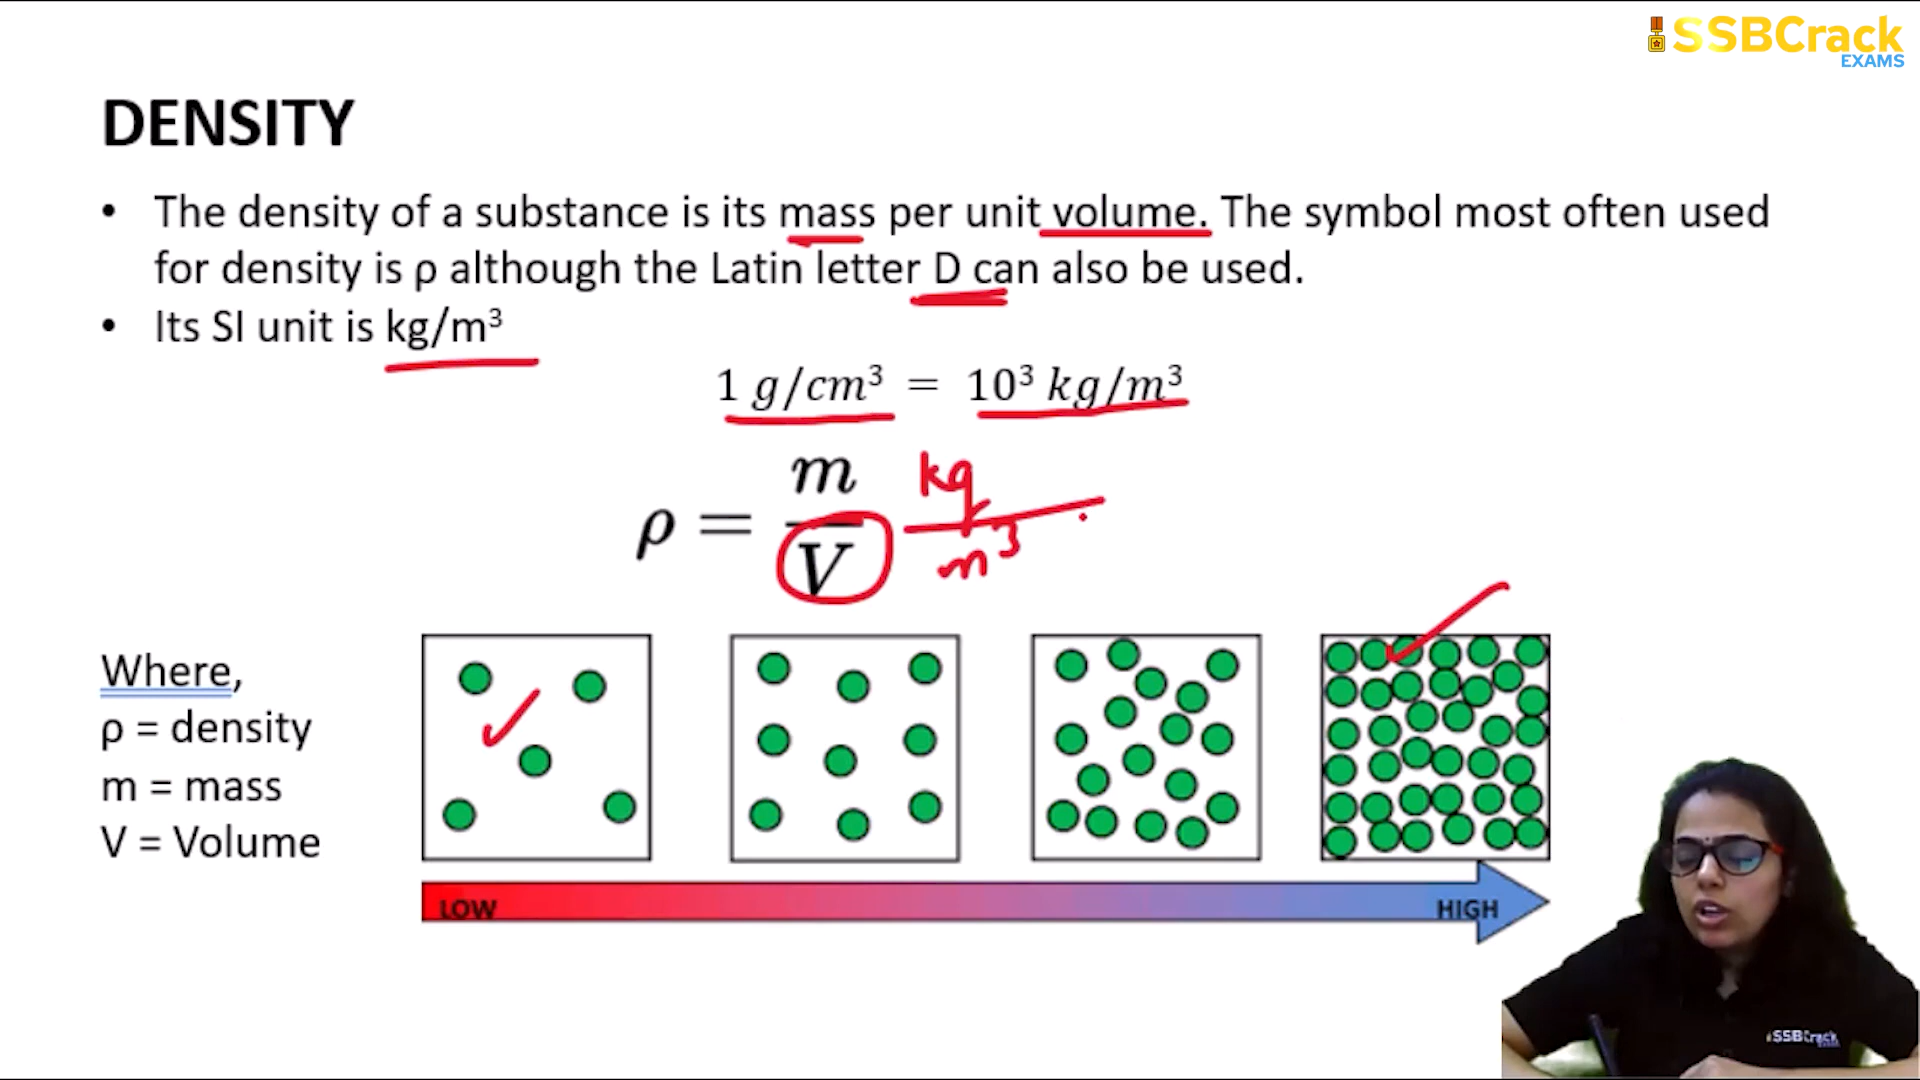 SSBCrack
EXAMS
DENSITY
• The density of a substance is its mass per unit volume. The symbol most often used
for density is ρ although the Latin letter D can also be used.
• Its SI unit is kg/m³
1 g/cm³ = 10³ kg/m³
ρ = m/V
kg/m³
Where,
ρ = density
m = mass
V = Volume
LOW
HIGH
SSBCrack